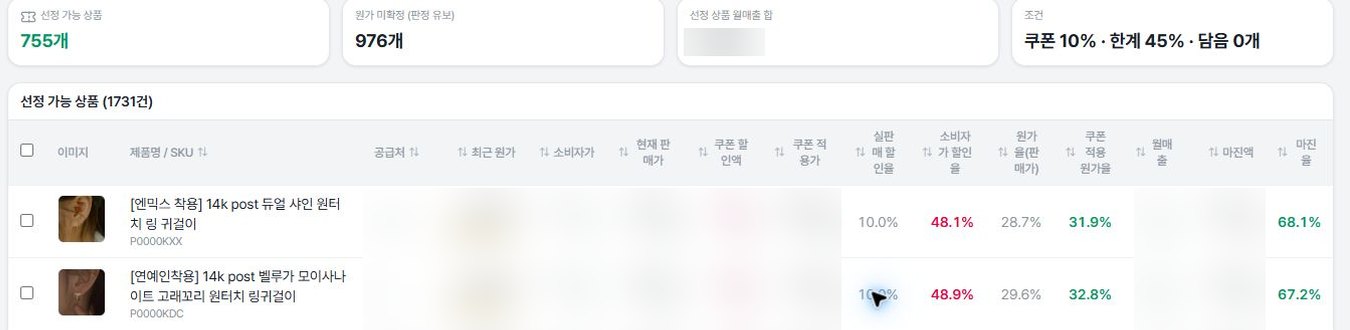 선정 가능 상품
755개
원가 미확정 (판정 유보)
976개
선정 상품 월매출 합
조건
쿠폰 10% · 한계 45% · 담음 0개
선정 가능 상품 (1731건)
이미지
제품명 / SKU
공급처
최근 원가
소비자가
현재 판
매가
쿠폰 할
인액
쿠폰 적
용가
실판
매 할
인율
소비자
가 할인
율
원가
율(판
매가)
쿠폰
적용
원가율
월매
출
마진액
마진
율
[엔믹스 착용] 14k post 듀얼 샤인 원터
치 링 귀걸이
P0000KXX
10.0%
48.1%
28.7%
31.9%
68.1%
[연예인착용] 14k post 벨루가 모이사나
이트 고래꼬리 원터치 링귀걸이
P0000KDC
48.9%
29.6%
32.8%
67.2%